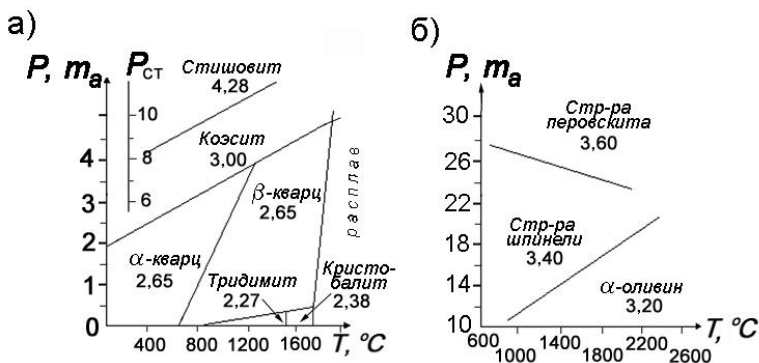 а)
P, mа
Pст
Стишовит
4,28
10
8
6
Коэсит
3,00
4
3
2
1
0
β-кварц
2,65
α-кварц
2,65
расплав
Тридимит
2,27
Кристо-
балит
2,38
400 800 1200 1600 T, °C
б)
P, mа
30
26
22
18
14
10
Стр-ра
перовскита
3,60
Стр-ра
шпинели
3,40
α-оливин
3,20
600 1400 1800 2200 T, °C
1000 2600